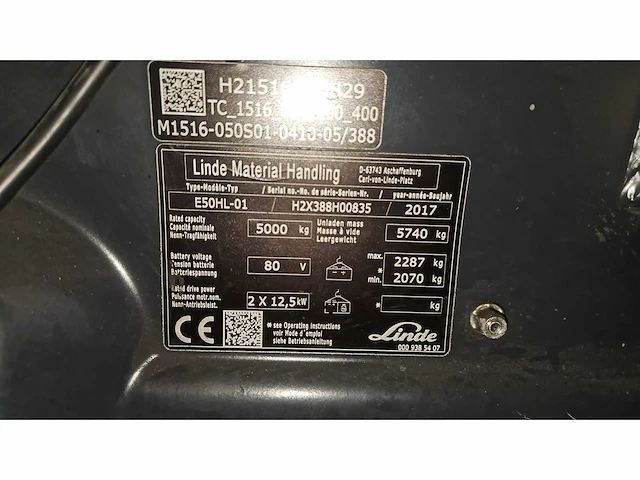 M1516-050S01-0410-05/388
Linde Material Handling
D-63743 Aschaffenburg
Carl-von-Linde-Platz
Type-Modèle-Typ / Serial no.-No. de série-Serien-Nr. / year-année-Baujahr
E50HL-01 / H2X388H00835 / 2017
Rated capacity
Capacité nominale
Nenn-Tragfähigkeit
5000 kg
Unladen mass
Masse à vide
Leergewicht
5740 kg
Battery voltage
Tension batterie
Batteriespannung
80 V
max. 2287 kg
*
min. 2070 kg
Rated drive power
Puissance motr.nom.
Nenn-Antriebsleist.
2 X 12,5 kW
* kg
CE
* see Operating instructions
voir Mode d'emploi
siehe Betriebsanleitung
Linde
000 938 54 07